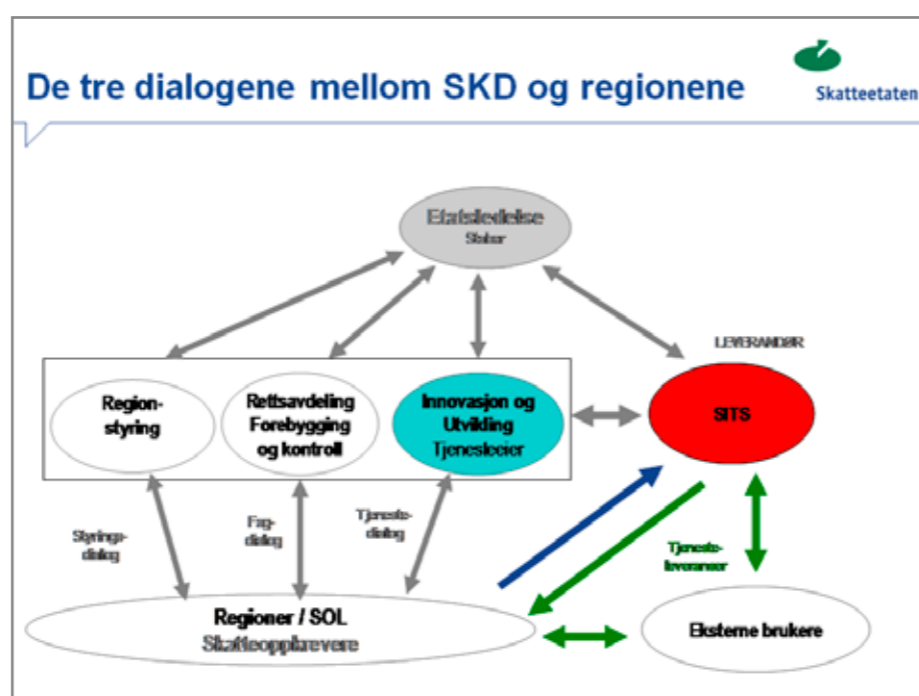 De tre dialogene mellom SKD og regionene
Skatteetaten
Etatsledelse
Staber
LEVERANDØR
Region-
styring
Rettsavdeling
Forebygging
og kontroll
Innovasjon og
Utvikling
Tjenesteeier
SITS
Styrings-
dialog
Fag-
dialog
Tjeneste-
dialog
Tjeneste-
leveranser
Regioner / SOL
Skatteoppkrevere
Eksterne brukere